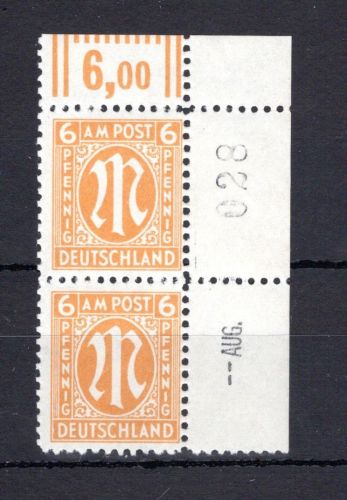 6,00
6 AM POST 6
PFENNIG PFENNIG
DEUTSCHLAND
028
6 AM POST 6
PFENNIG PFENNIG
DEUTSCHLAND
-- AUG.